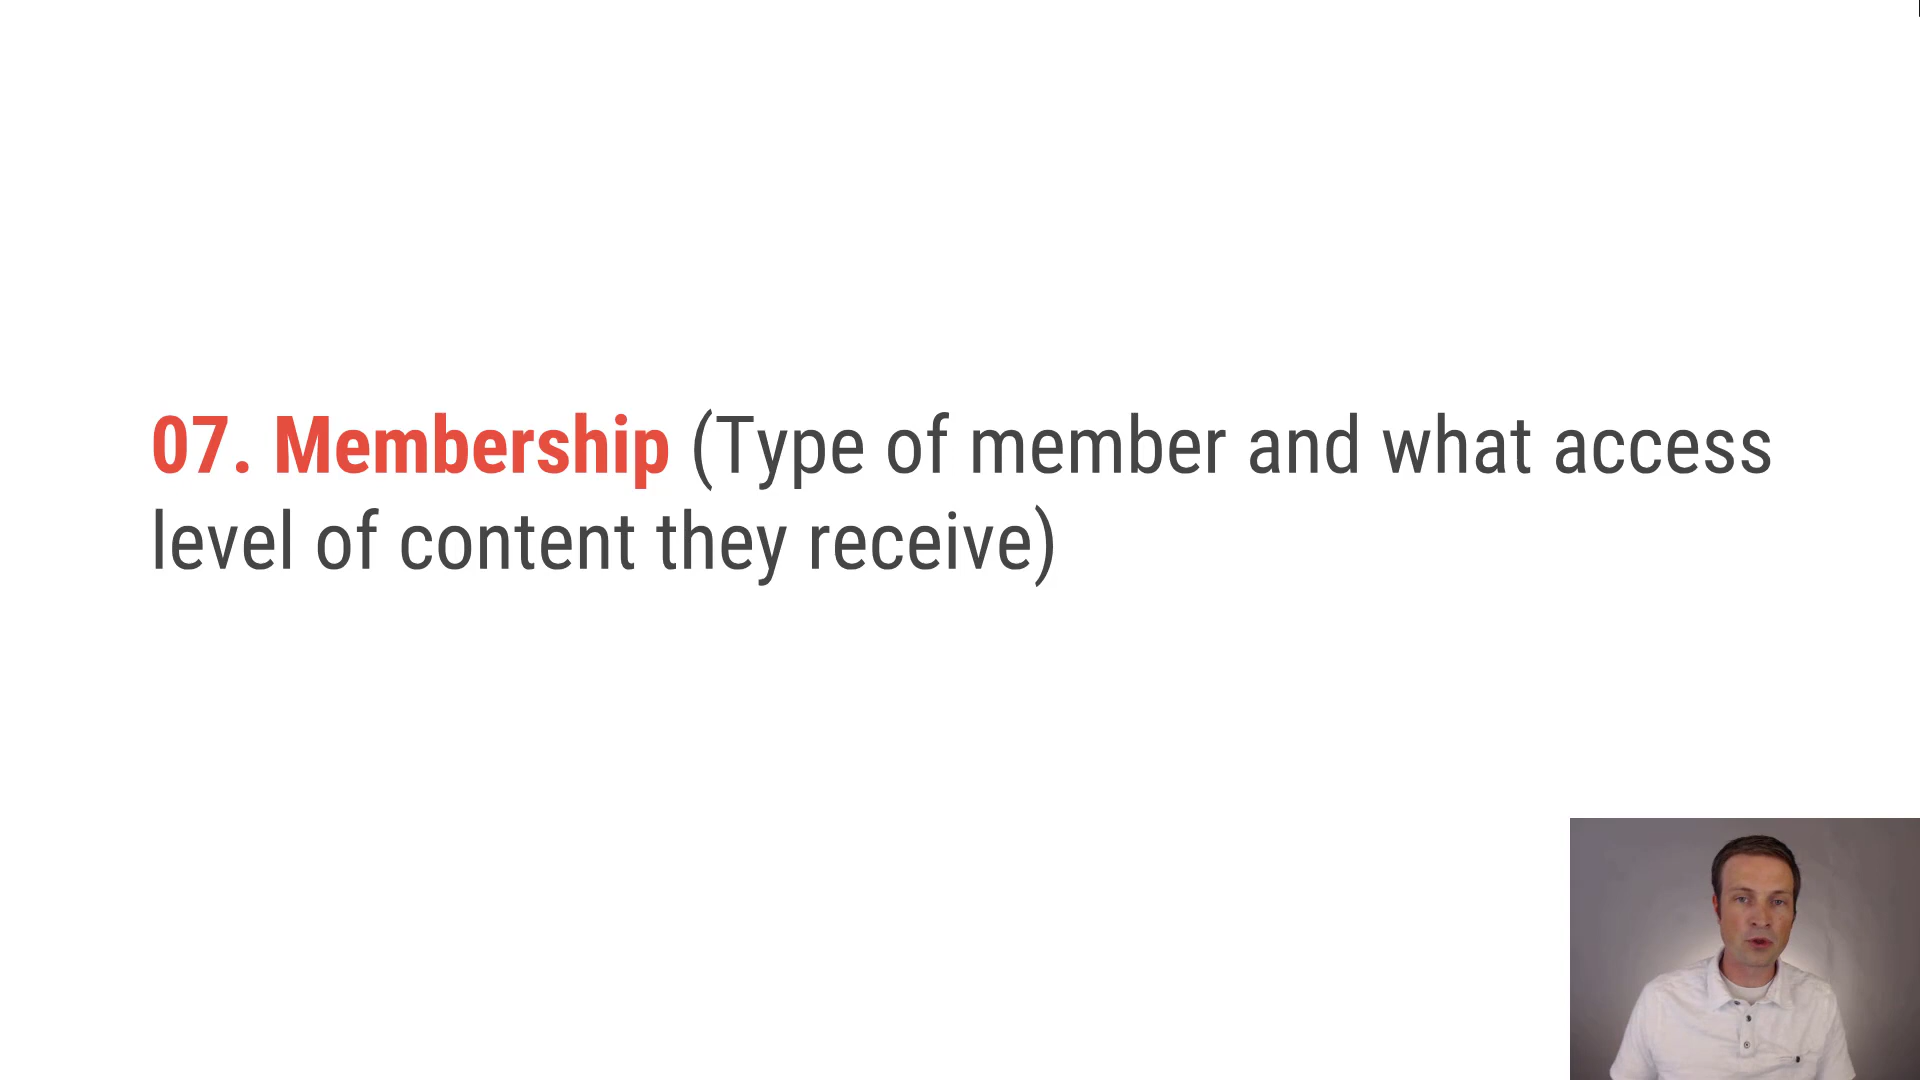 07. Membership (Type of member and what access
level of content they receive)